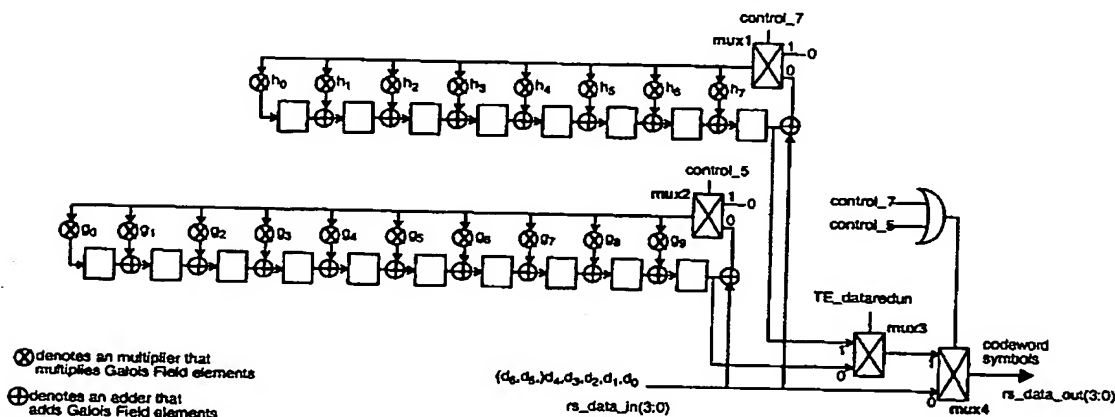 control_7
mux1
1
0
0
h0
h1
h2
h3
h4
h5
h6
h7
control_5
mux2
1
0
0
g0
g1
g2
g3
g4
g5
g6
g7
g8
g9
control_7
control_5
TE_dataredun
mux3
1
0
codeword
symbols
1
0
mux4
rs_data_out(3:0)
{d6,d5,}d4,d3,d2,d1,d0
rs_data_in(3:0)
denotes an multiplier that
multiplies Galois Field elements
denotes an adder that
adds Galois Field elements